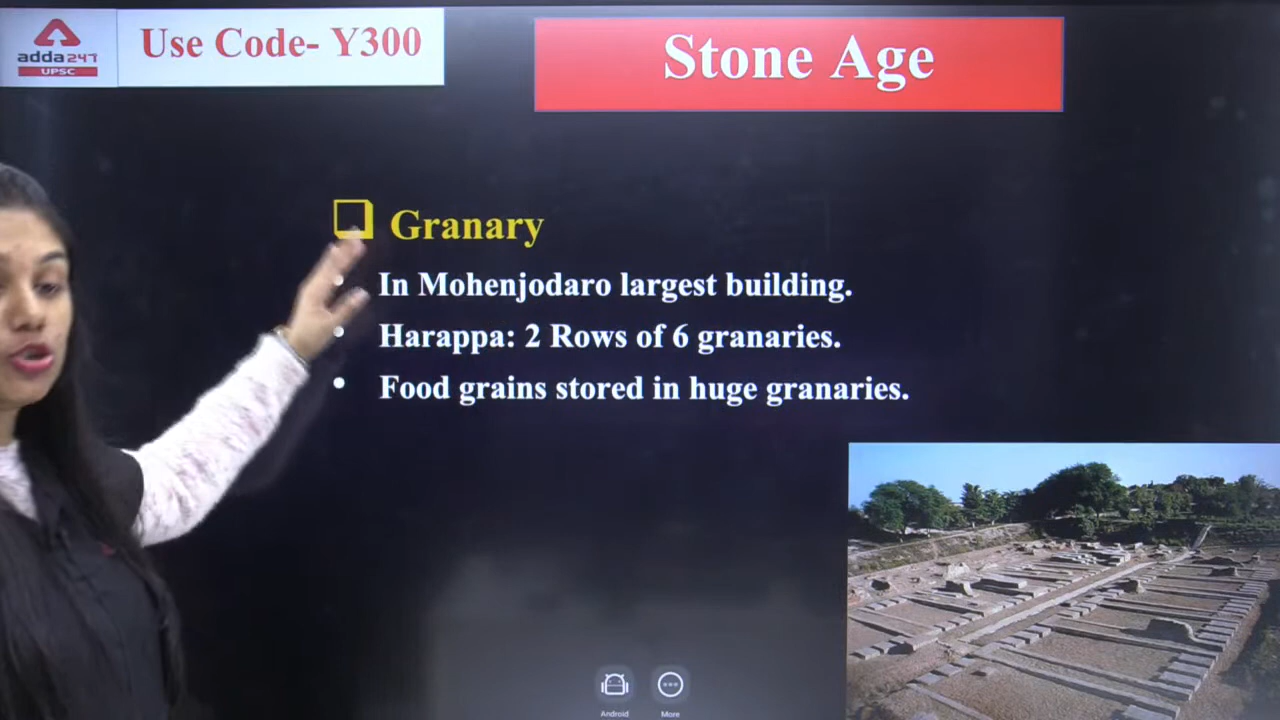 adda247
UPSC
Use Code- Y300
Stone Age
Granary
In Mohenjodaro largest building.
Harappa: 2 Rows of 6 granaries.
Food grains stored in huge granaries.
Android
More